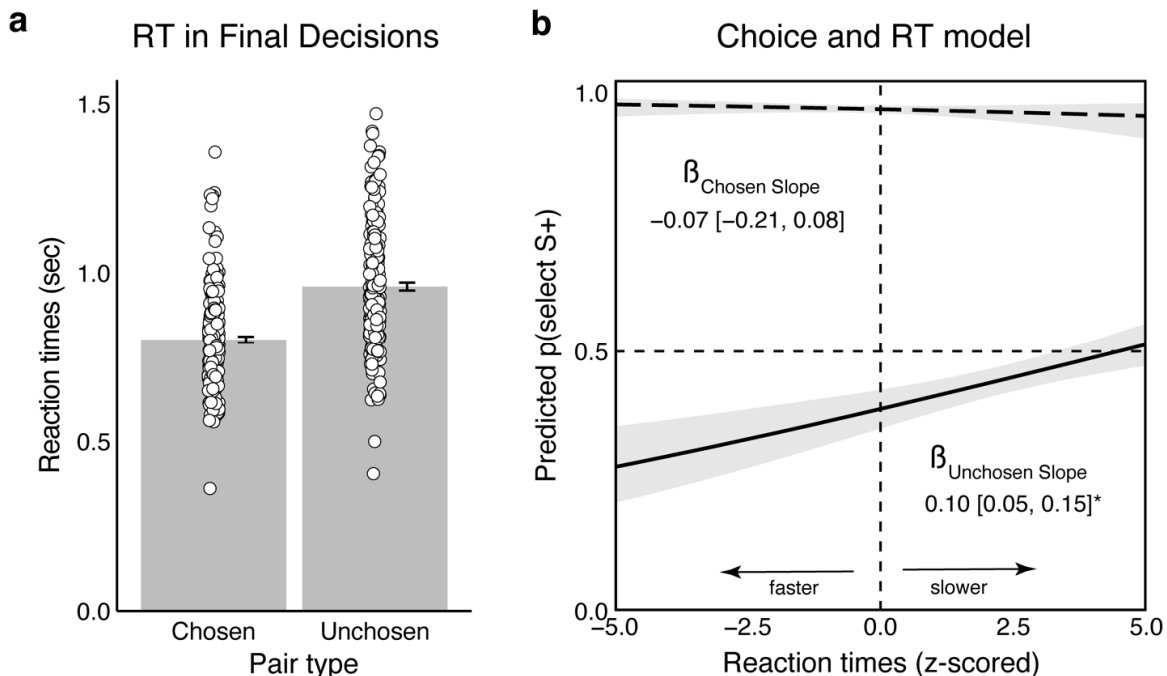 a
RT in Final Decisions
Reaction times (sec)
1.5
1.0
0.5
0.0
Chosen
Unchosen
Pair type
b
Choice and RT model
Predicted p(select S+)
1.0
0.5
0.0
ß Chosen Slope
−0.07 [−0.21, 0.08]
ß Unchosen Slope
0.10 [0.05, 0.15]*
faster
slower
−5.0
−2.5
0.0
2.5
5.0
Reaction times (z-scored)